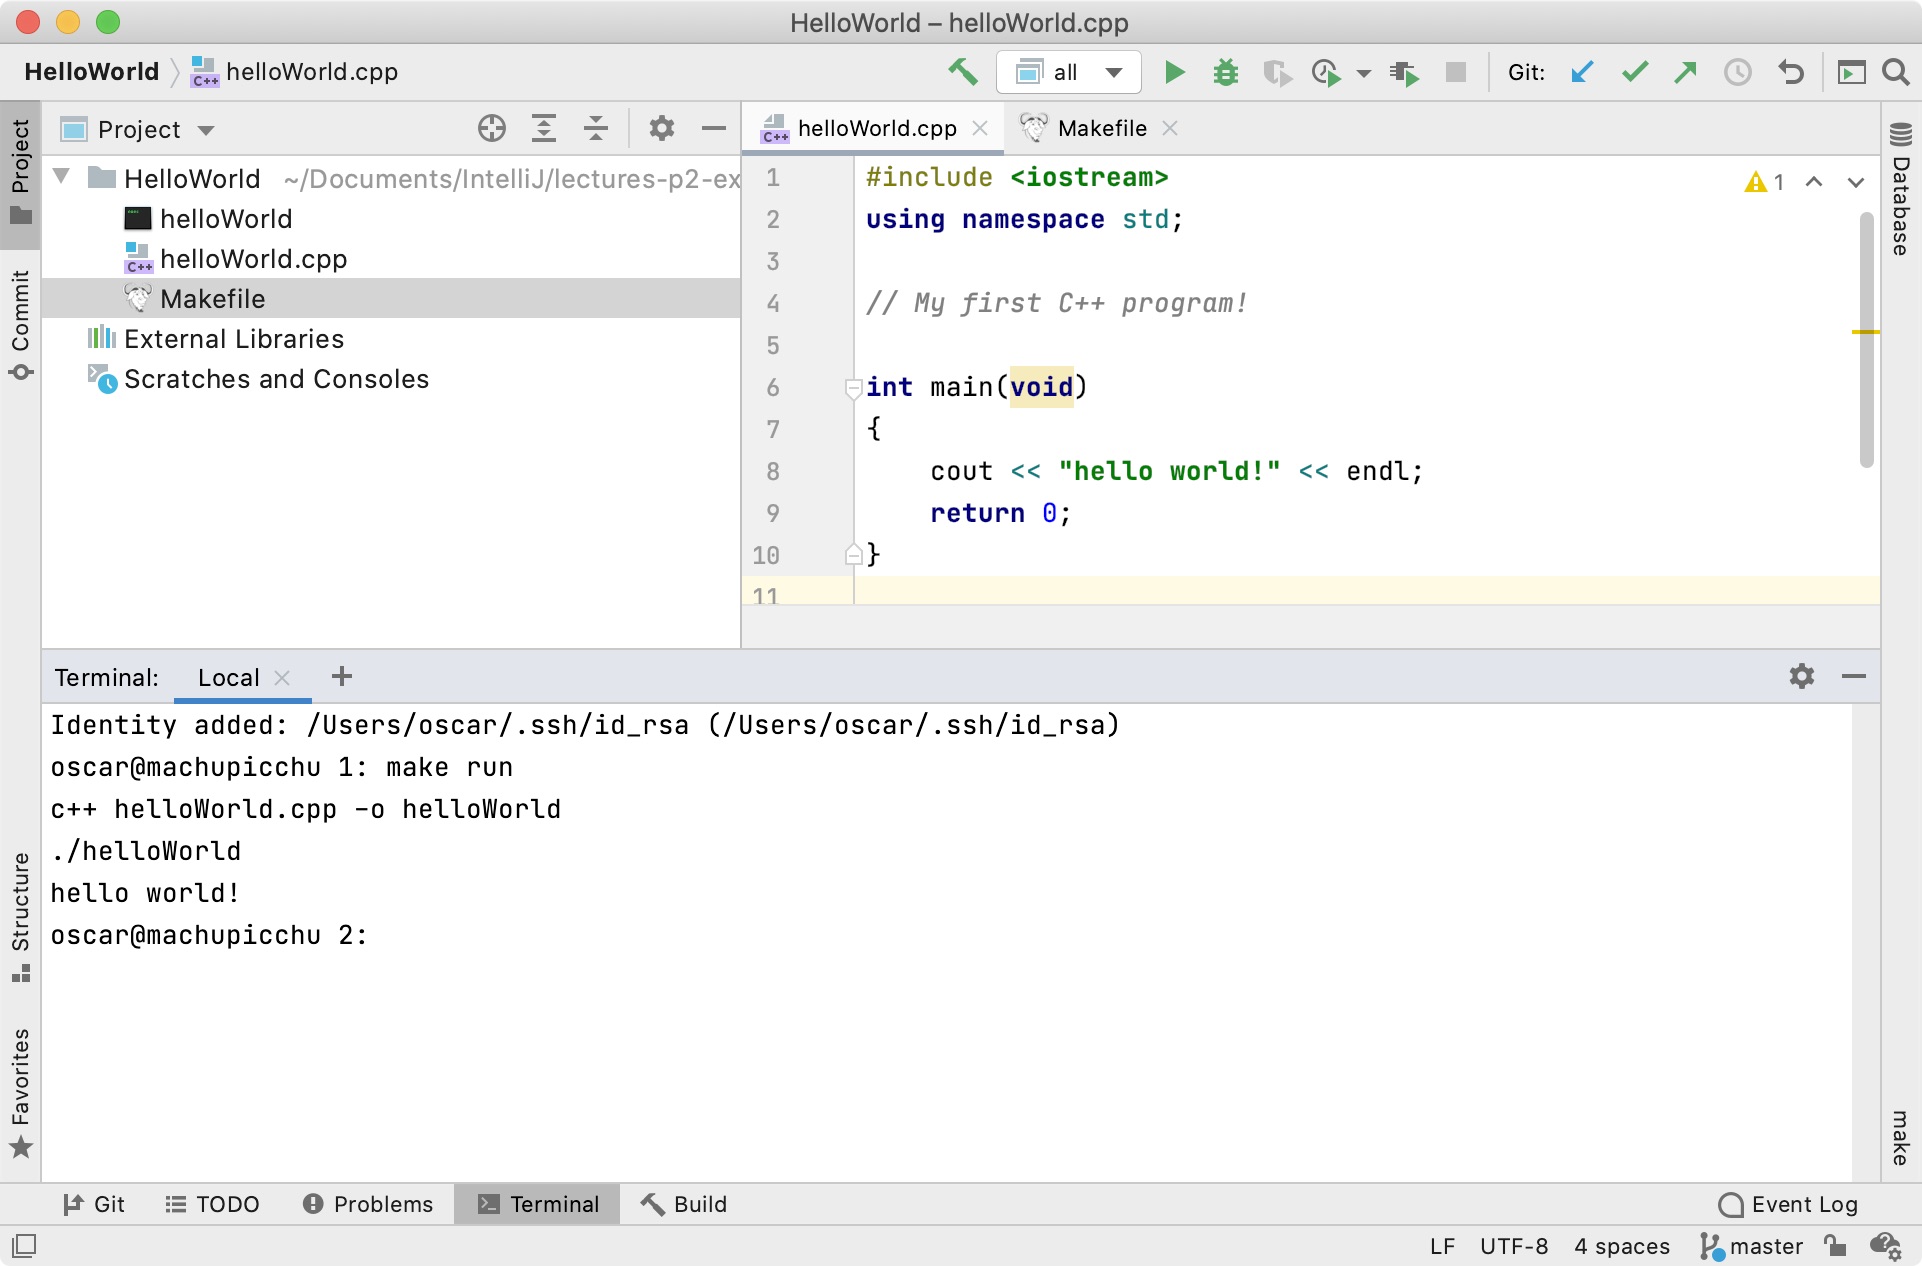 HelloWorld – helloWorld.cpp
HelloWorld helloWorld.cpp all Git:
Project
Commit
Structure
Favorites
Project
HelloWorld ~/Documents/IntelliJ/lectures-p2-ex
helloWorld
helloWorld.cpp
Makefile
External Libraries
Scratches and Consoles
helloWorld.cpp Makefile
1 #include <iostream>
2 using namespace std;
3
4 // My first C++ program!
5
6 int main(void)
7 {
8 cout << "hello world!" << endl;
9 return 0;
10 }
11
1
Database
make
Terminal: Local
Identity added: /Users/oscar/.ssh/id_rsa (/Users/oscar/.ssh/id_rsa)
oscar@machupicchu 1: make run
c++ helloWorld.cpp -o helloWorld
./helloWorld
hello world!
oscar@machupicchu 2:
Git TODO Problems Terminal Build Event Log
LF UTF-8 4 spaces master